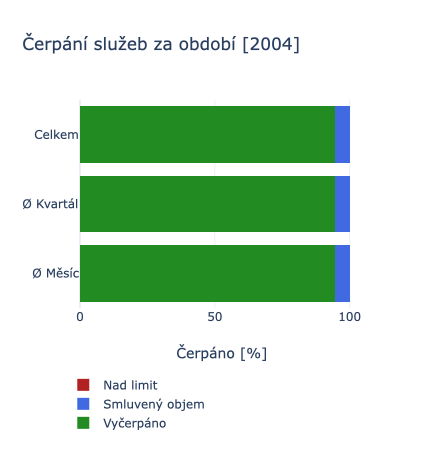 Čerpání služeb za období [2004]
Celkem
Ø Kvartál
Ø Měsíc
0 50 100
Čerpáno [%]
Nad limit
Smluvený objem
Vyčerpáno